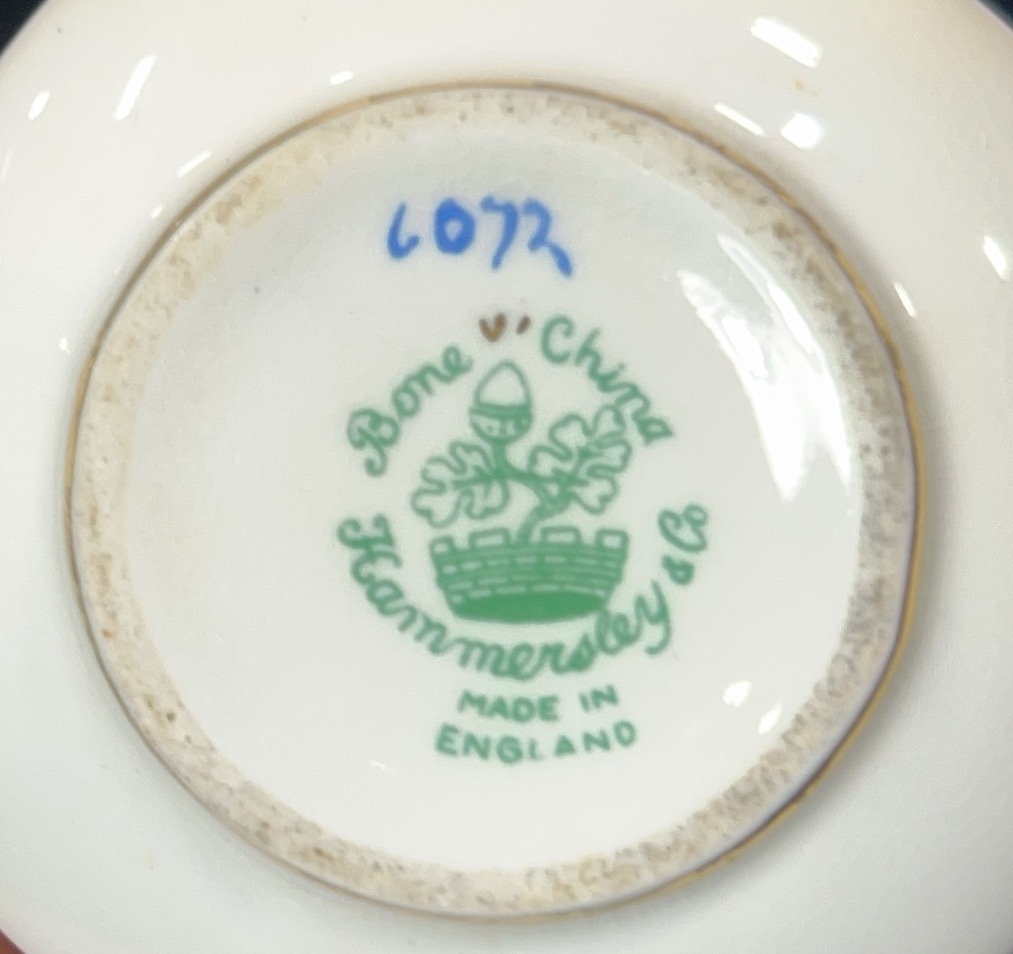 6072
Bone China
Hammersley & Co
MADE IN
ENGLAND